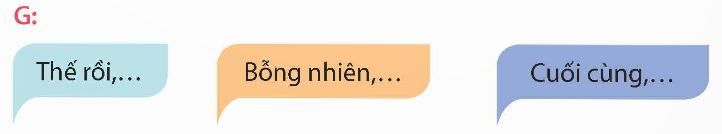 G:
Thế rồi,...
Bỗng nhiên,...
Cuối cùng,...